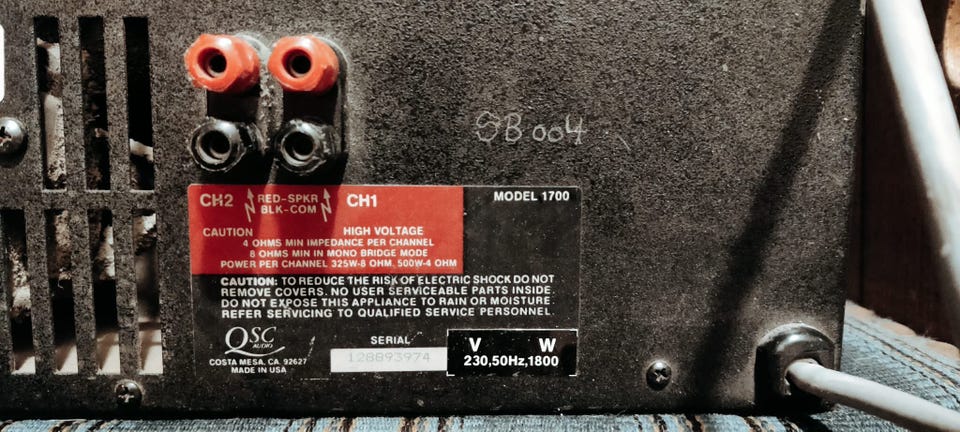 QB 004
CH2 RED-SPKR CH1
BLK-COM
MODEL 1700
CAUTION HIGH VOLTAGE
4 OHMS MIN IMPEDANCE PER CHANNEL
8 OHMS MIN IN MONO BRIDGE MODE
POWER PER CHANNEL 325W-8 OHM, 500W-4 OHM
CAUTION: TO REDUCE THE RISK OF ELECTRIC SHOCK DO NOT
REMOVE COVERS. NO USER SERVICEABLE PARTS INSIDE.
DO NOT EXPOSE THIS APPLIANCE TO RAIN OR MOISTURE.
REFER SERVICING TO QUALIFIED SERVICE PERSONNEL.
QSC
AUDIO
COSTA MESA, CA. 92627
MADE IN USA
SERIAL
128893974
V W
230,50Hz,1800